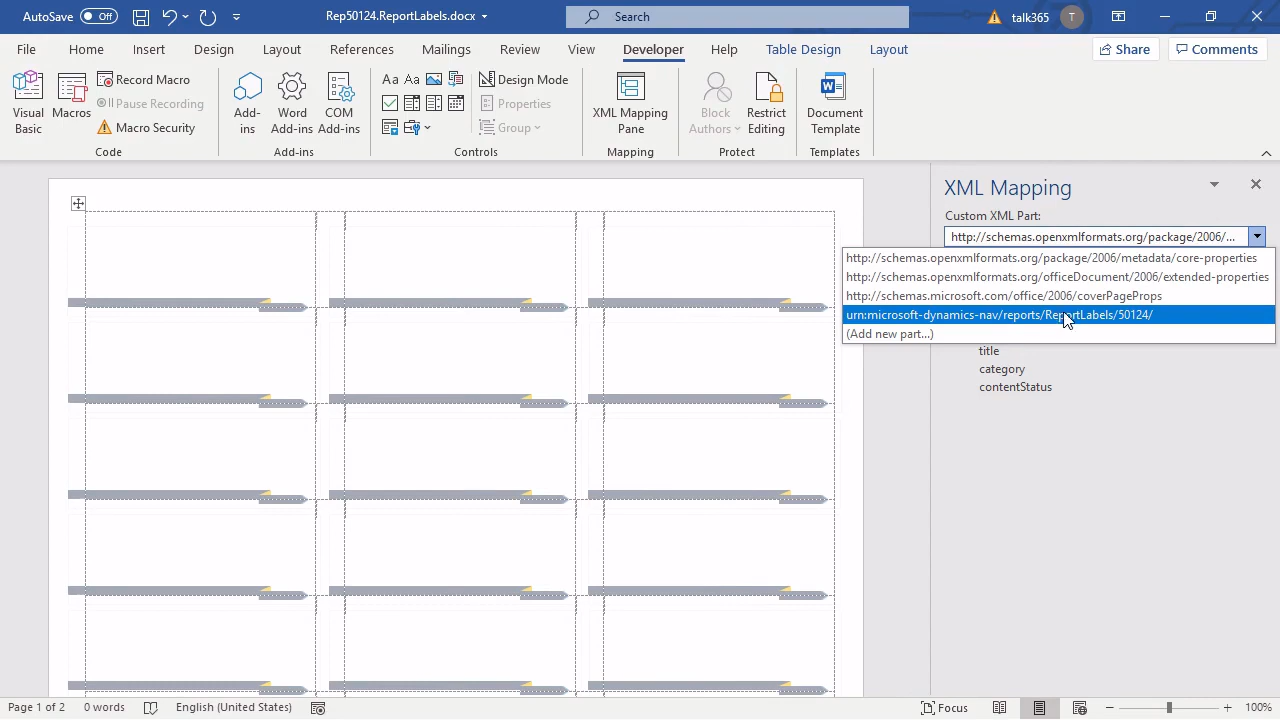 AutoSave Off Rep50124.ReportLabels.docx Search talk365 T
File Home Insert Design Layout References Mailings Review View Developer Help Table Design Layout Share Comments
Visual Basic
Macros
Record Macro
Pause Recording
Macro Security
Code
Add-ins
Word Add-ins
COM Add-ins
Add-ins
Aa Aa
Design Mode
Properties
Group
Controls
XML Mapping Pane
Mapping
Block Authors
Restrict Editing
Protect
Document Template
Templates
XML Mapping
Custom XML Part:
http://schemas.openxmlformats.org/package/2006/...
http://schemas.openxmlformats.org/package/2006/metadata/core-properties
http://schemas.openxmlformats.org/officeDocument/2006/extended-properties
http://schemas.microsoft.com/office/2006/coverPageProps
urn:microsoft-dynamics-nav/reports/ReportLabels/50124/
(Add new part...)
title
category
contentStatus
Page 1 of 2 0 words English (United States) Focus 100%